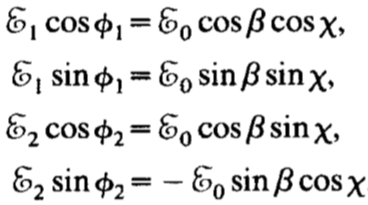 ℰ₁ cos ϕ₁ = ℰ₀ cos β cos χ,
ℰ₁ sin ϕ₁ = ℰ₀ sin β sin χ,
ℰ₂ cos ϕ₂ = ℰ₀ cos β sin χ,
ℰ₂ sin ϕ₂ = − ℰ₀ sin β cos χ